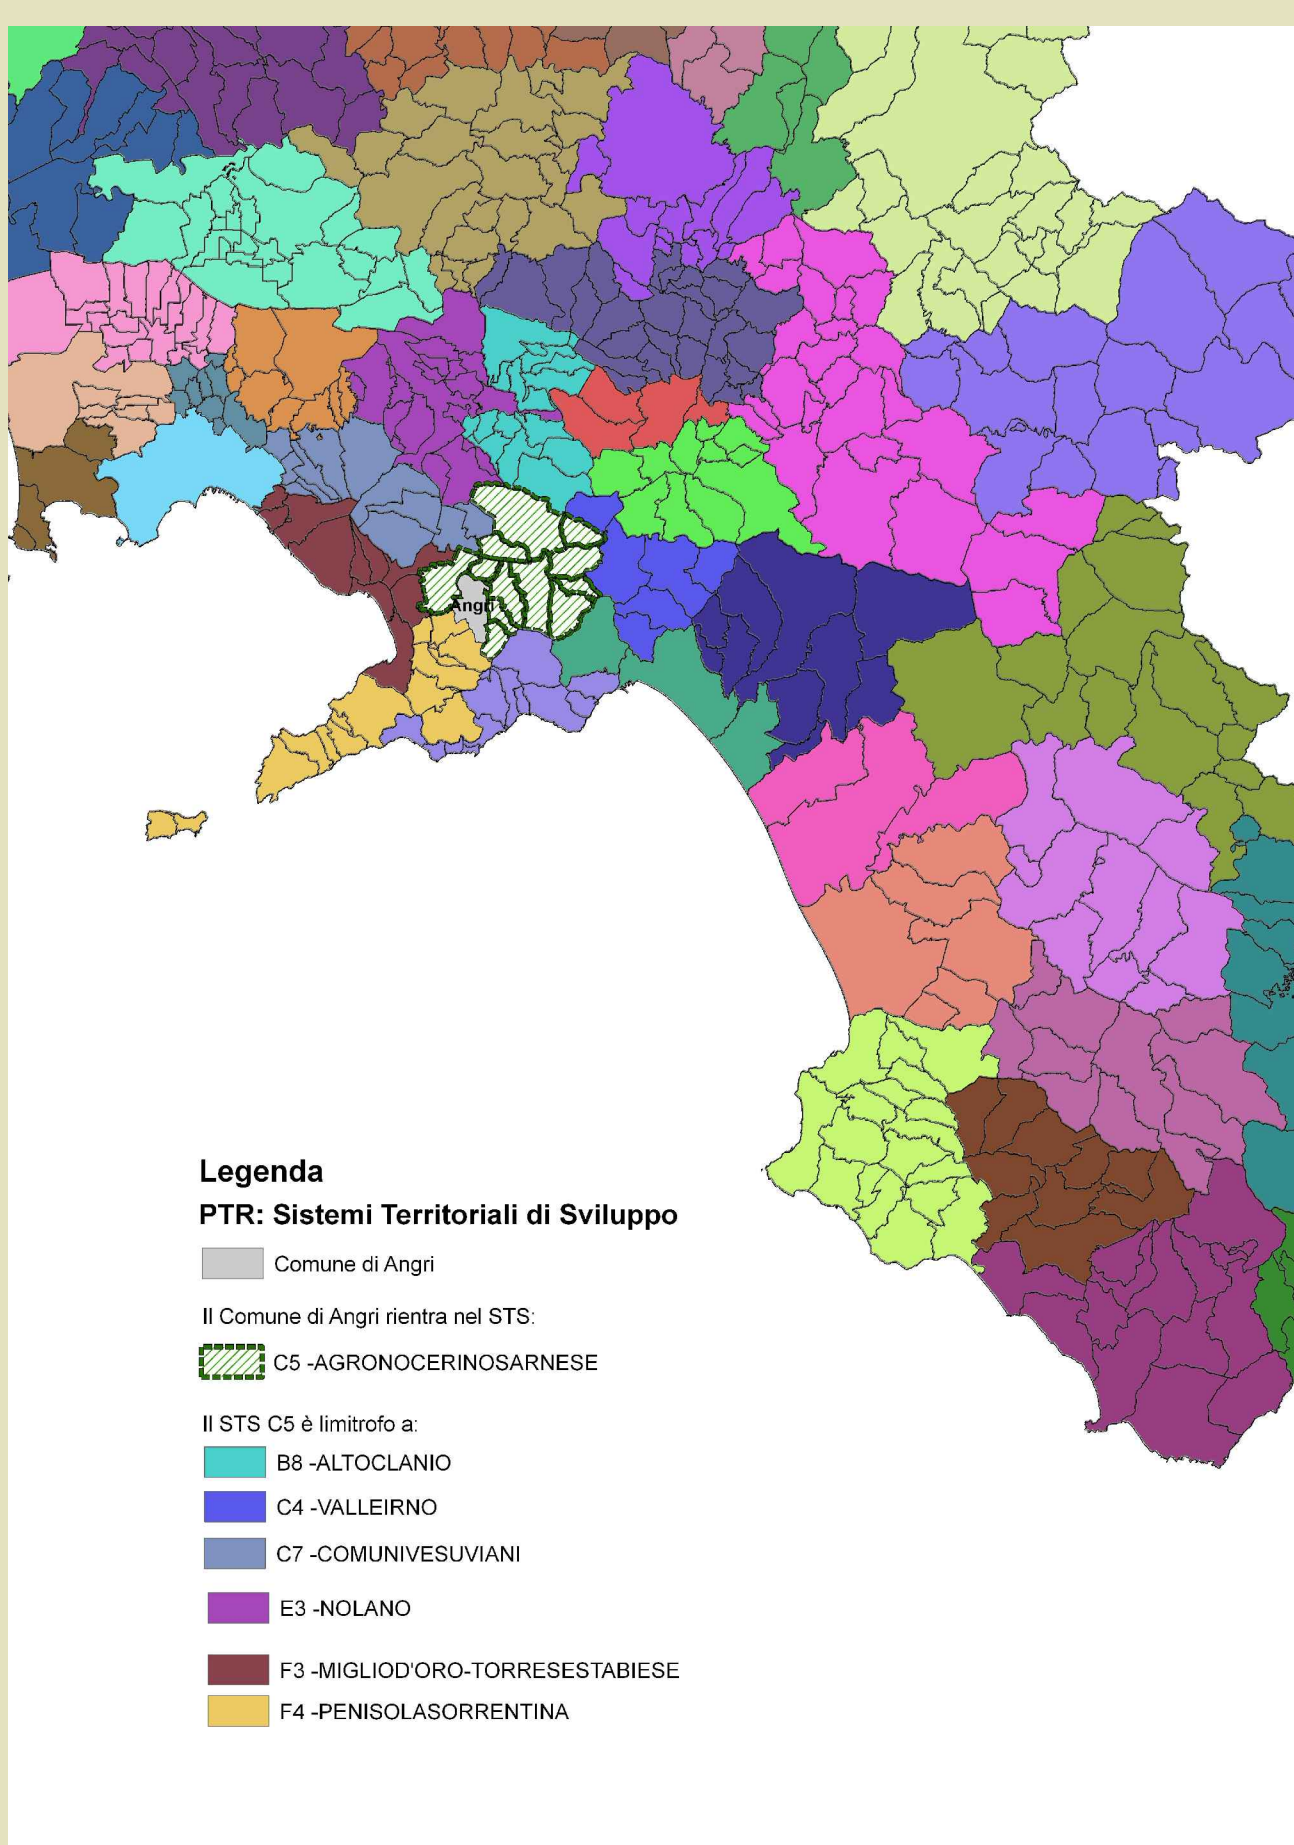 Angri
Legenda
PTR: Sistemi Territoriali di Sviluppo
Comune di Angri
Il Comune di Angri rientra nel STS:
C5 -AGRONOCERINOSARNESE
Il STS C5 è limitrofo a:
B8 -ALTOCLANIO
C4 -VALLEIRNO
C7 -COMUNIVESUVIANI
E3 -NOLANO
F3 -MIGLIOD'ORO-TORRESESTABIESE
F4 -PENISOLASORRENTINA